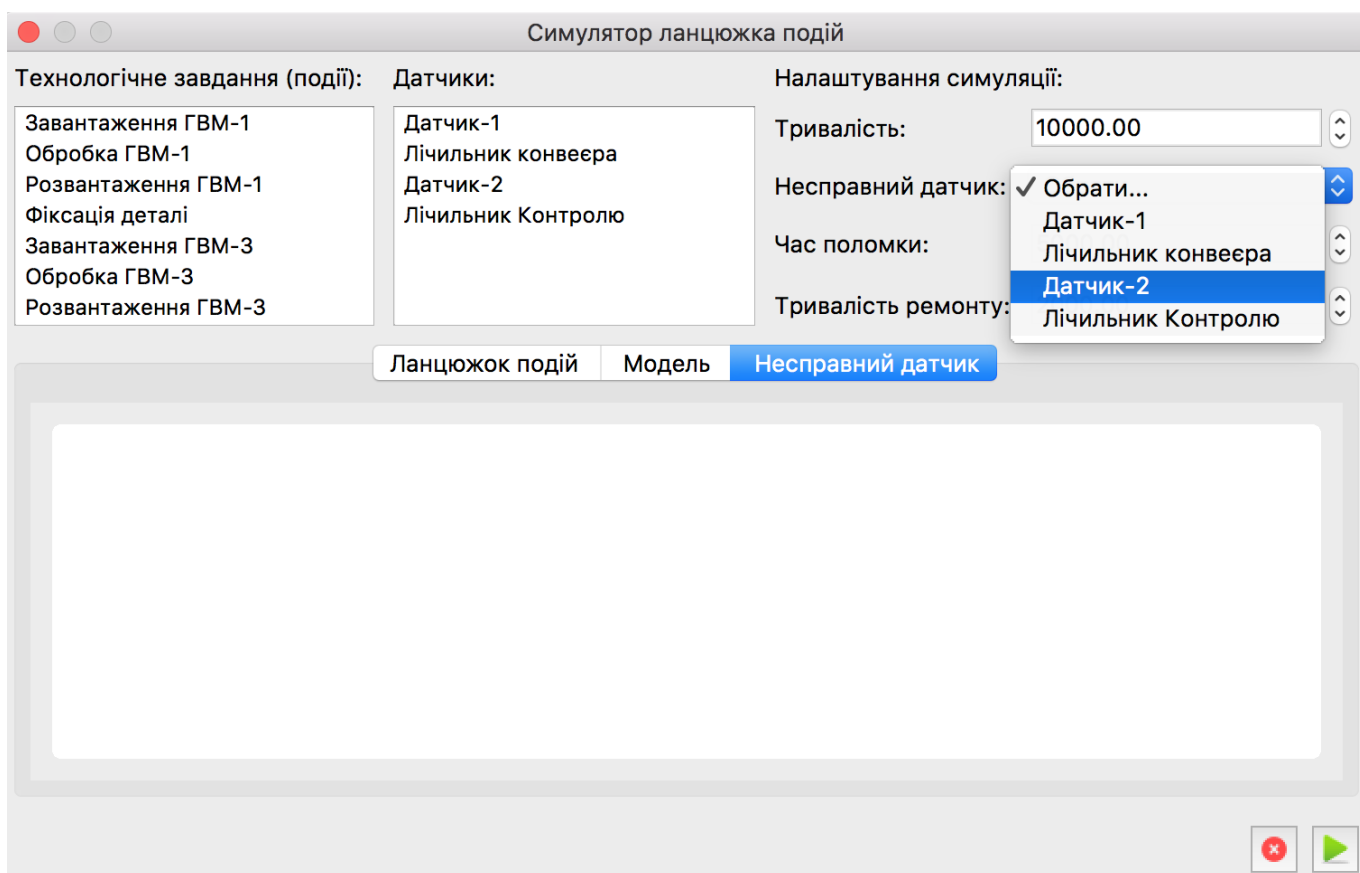 Симулятор ланцюжка подій
Технологічне завдання (події):
Завантаження ГВМ-1
Обробка ГВМ-1
Розвантаження ГВМ-1
Фіксація деталі
Завантаження ГВМ-3
Обробка ГВМ-3
Розвантаження ГВМ-3
Датчики:
Датчик-1
Лічильник конвеєра
Датчик-2
Лічильник Контролю
Налаштування симуляції:
Тривалість: 10000.00
Несправний датчик: ✓ Обрати...
Датчик-1
Лічильник конвеєра
Датчик-2
Лічильник Контролю
Час поломки:
Тривалість ремонту:
Ланцюжок подій Модель Несправний датчик